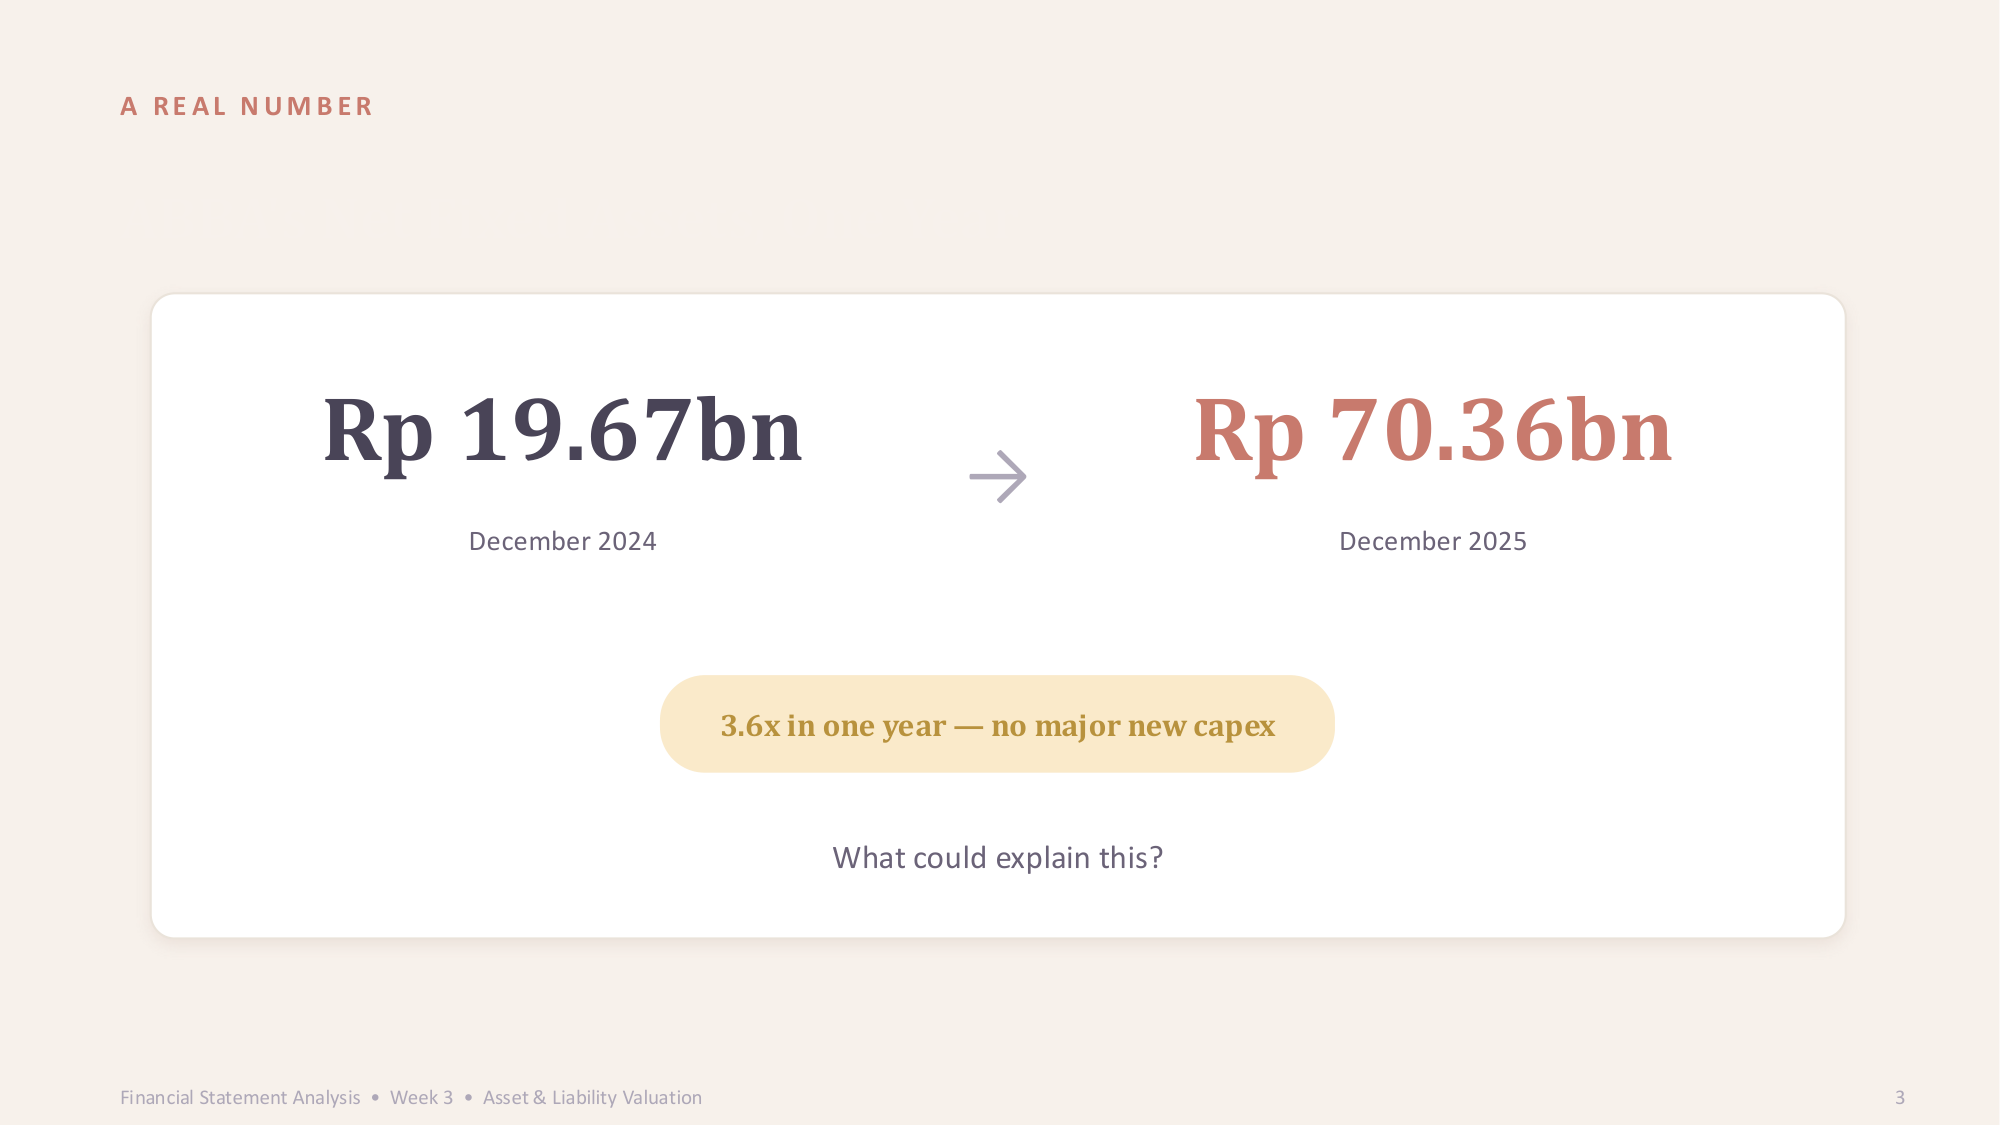 A REAL NUMBER
Rp 19.67bn
December 2024
Rp 70.36bn
December 2025
3.6x in one year — no major new capex
What could explain this?
Financial Statement Analysis • Week 3 • Asset & Liability Valuation
3